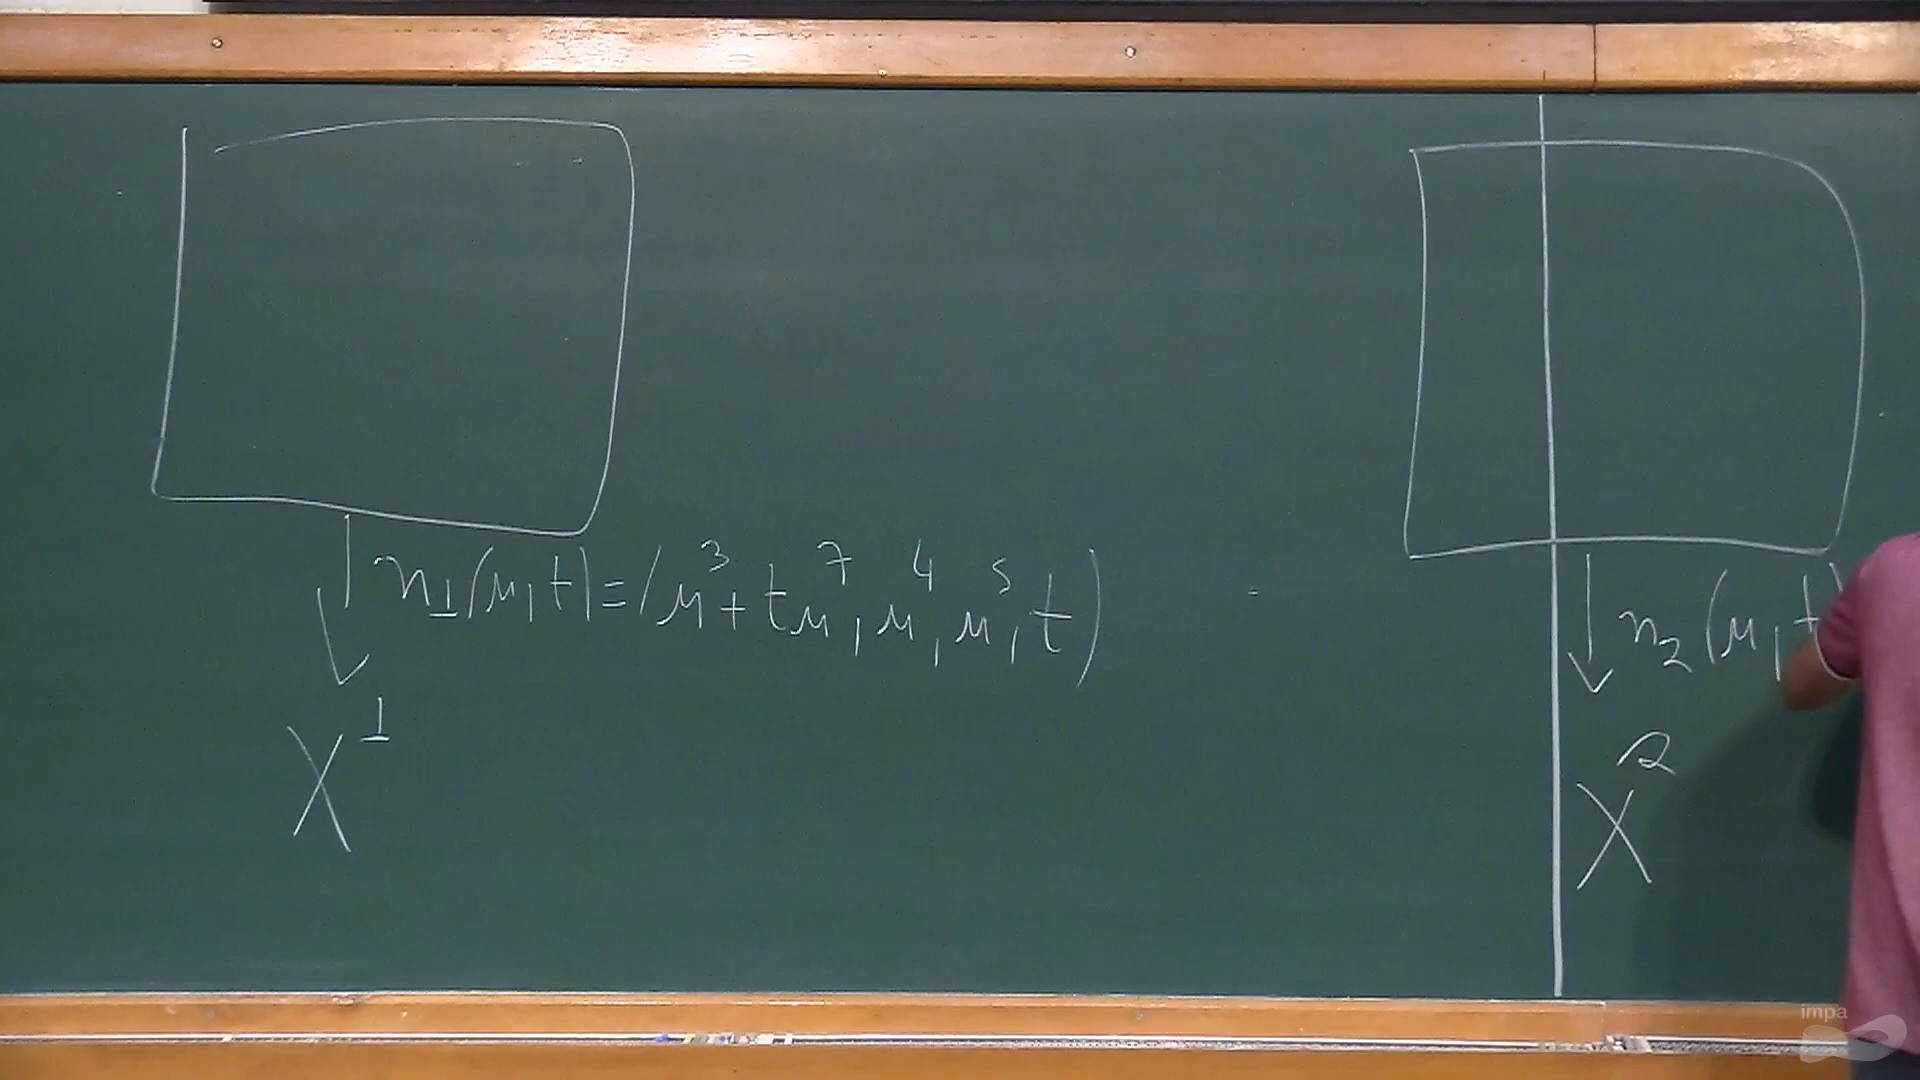 n₁(u,t)=(u³+tu⁷,u⁴,u⁵,t)
X¹
n₂(u,t
X²
impa